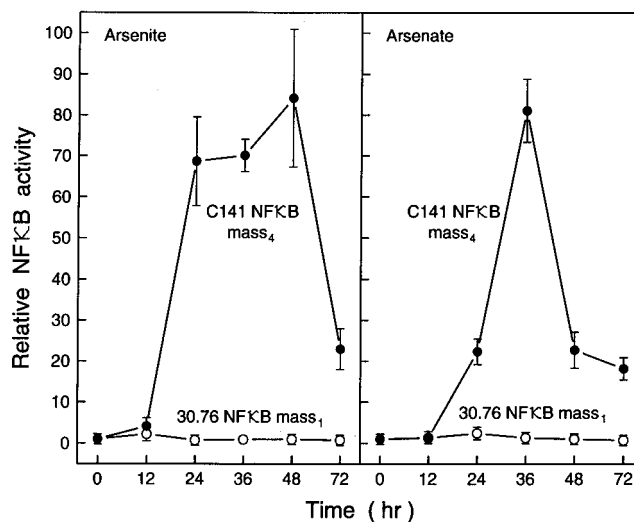 Arsenite
Arsenate
Relative NFκB activity
100
90
80
70
60
50
40
30
20
10
0
C141 NFκB
mass₄
30.76 NFκB mass₁
C141 NFκB
mass₄
30.76 NFκB mass₁
0 12 24 36 48 72
0 12 24 36 48 72
Time ( hr )